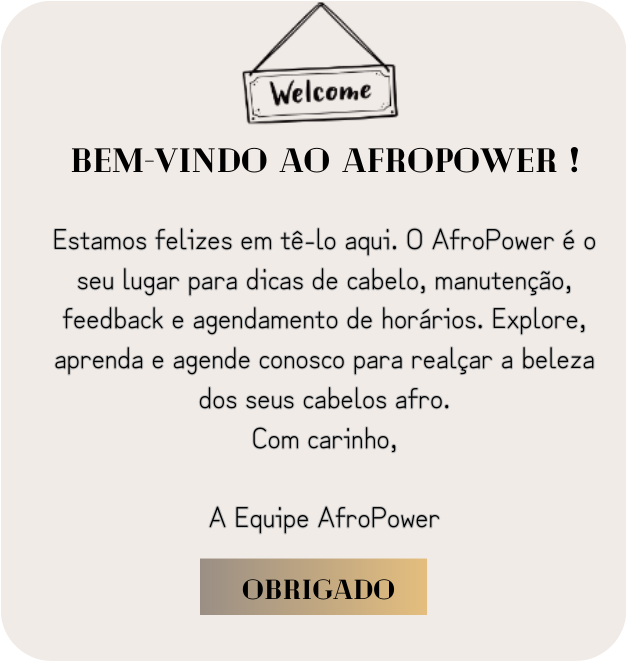 Welcome
BEM-VINDO AO AFROPOWER !
Estamos felizes em tê-lo aqui. O AfroPower é o
seu lugar para dicas de cabelo, manutenção,
feedback e agendamento de horários. Explore,
aprenda e agende conosco para realçar a beleza
dos seus cabelos afro.
Com carinho,
A Equipe AfroPower
OBRIGADO